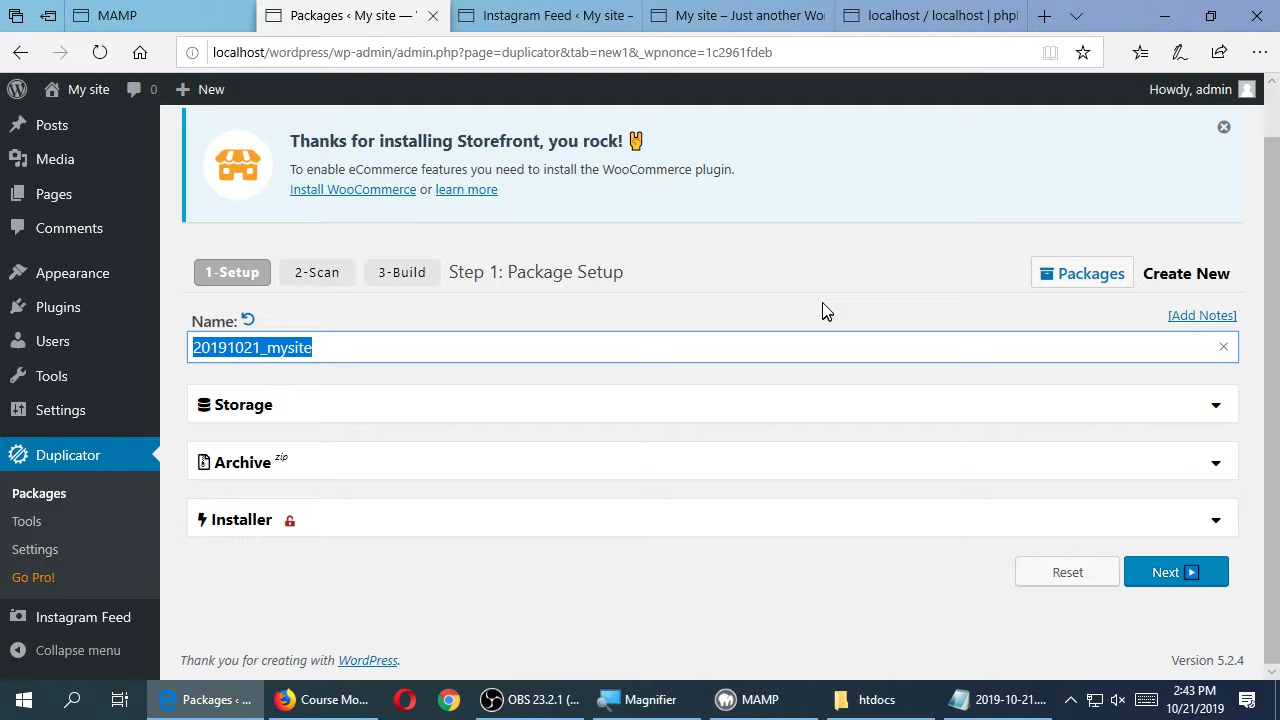 MAMP
Packages ‹ My site — '
Instagram Feed ‹ My site –
My site – Just another Wo
localhost / localhost | phpl
localhost/wordpress/wp-admin/admin.php?page=duplicator&tab=new1&_wpnonce=1c2961fdeb
My site
0
New
Howdy, admin
Posts
Media
Pages
Comments
Appearance
Plugins
Users
Tools
Settings
Duplicator
Packages
Tools
Settings
Go Pro!
Instagram Feed
Collapse menu
Thanks for installing Storefront, you rock! 🤘
To enable eCommerce features you need to install the WooCommerce plugin.
Install WooCommerce or learn more
1-Setup 2-Scan 3-Build Step 1: Package Setup
Packages Create New
Name:
[Add Notes]
20191021_mysite
Storage
Archive zip
Installer
Reset Next
Thank you for creating with WordPress.
Version 5.2.4
Packages ‹ ...
Course Mo...
OBS 23.2.1 (...
Magnifier
MAMP
htdocs
2019-10-21....
2:43 PM
10/21/2019